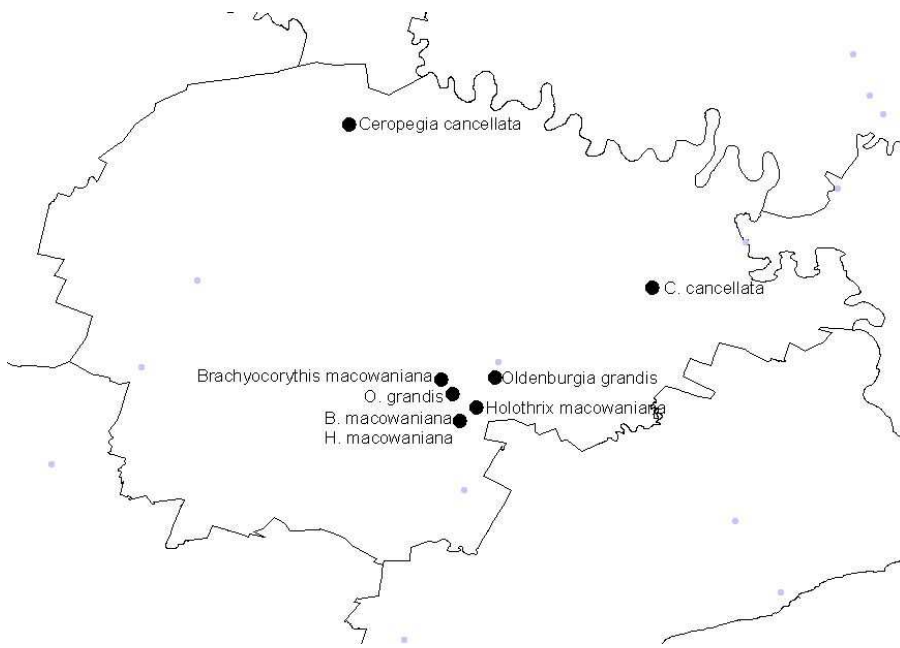 Ceropegia cancellata
C. cancellata
Brachyocorythis macowaniana
Oldenburgia grandis
O. grandis
Holothrix macowaniana
B. macowaniana
H. macowaniana